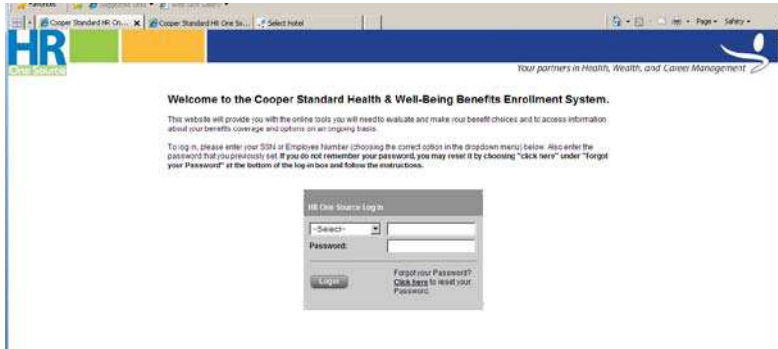 Favorites
Cooper Standard HR On... X Cooper Standard HR One So... Select Hotel
Page Safety
HR
One Source
Your partners in Health, Wealth, and Career Management
Welcome to the Cooper Standard Health & Well-Being Benefits Enrollment System.
This website will provide you with the online tools you will need to evaluate and make your benefit choices and to access information
about your benefits coverage and options on an ongoing basis.
To log in, please enter your SSN or Employee Number (choosing the correct option in the dropdown menu) below. Also enter the
password that you previously set. If you do not remember your password, you may reset it by choosing "click here" under "Forgot
your Password" at the bottom of the log-in box and follow the instructions.
HR One Source Log in
--Select--
Password:
Login
Forgot your Password?
Click here to reset your
Password.